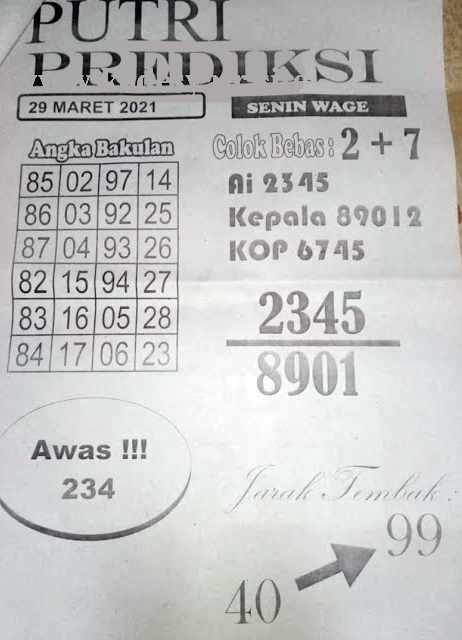 PUTRI
PREDIKSI
29 MARET 2021
SENIN WAGE
Angka Bakulan
85 02 97 14
86 03 92 25
87 04 93 26
82 15 94 27
83 16 05 28
84 17 06 23
Colok Bebas : 2 + 7
Ai 2345
Kepala 89012
KOP 6745
2345
8901
Awas !!!
234
Jarak Tembak :
99
40